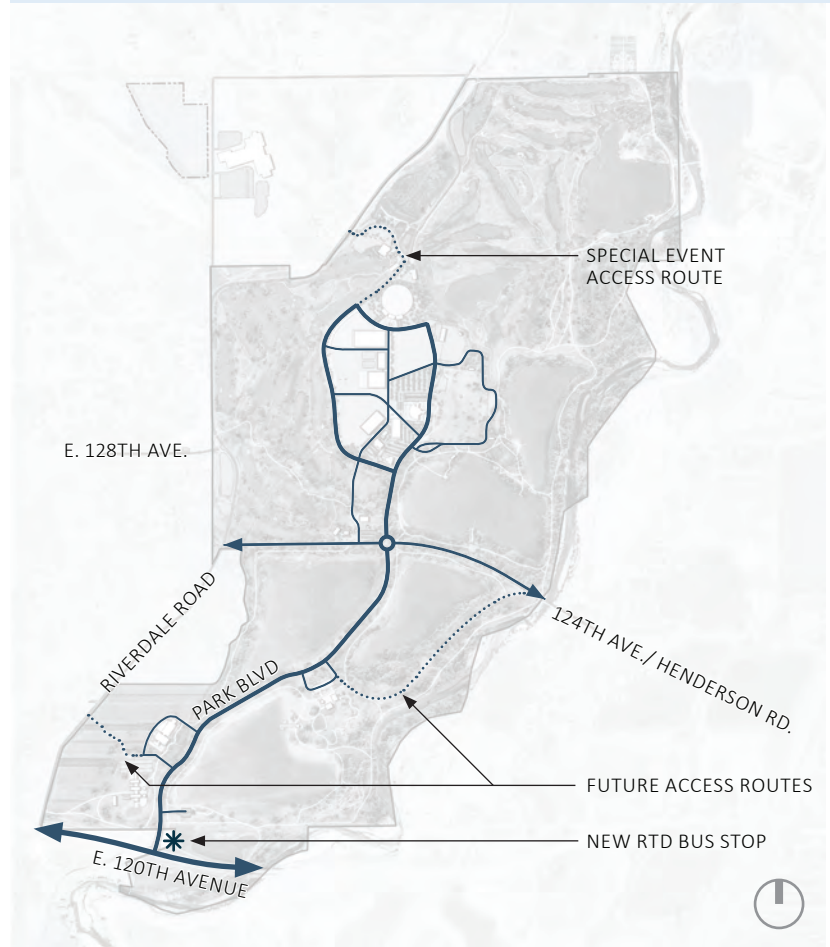 SPECIAL EVENT
ACCESS ROUTE
E. 128TH AVE.
RIVERDALE ROAD
124TH AVE./ HENDERSON RD.
PARK BLVD
FUTURE ACCESS ROUTES
NEW RTD BUS STOP
E. 120TH AVENUE